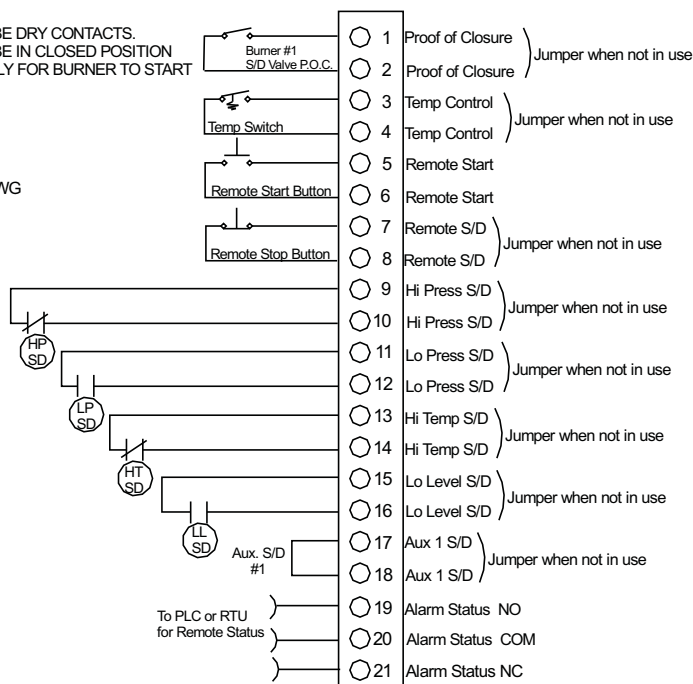 BE DRY CONTACTS.
BE IN CLOSED POSITION
LY FOR BURNER TO START
WG
Burner #1
S/D Valve P.O.C.
Temp Switch
Remote Start Button
Remote Stop Button
HP
SD
LP
SD
HT
SD
LL
SD
Aux. S/D
#1
To PLC or RTU
for Remote Status
1 Proof of Closure
2 Proof of Closure
Jumper when not in use
3 Temp Control
4 Temp Control
Jumper when not in use
5 Remote Start
6 Remote Start
7 Remote S/D
8 Remote S/D
Jumper when not in use
9 Hi Press S/D
10 Hi Press S/D
Jumper when not in use
11 Lo Press S/D
12 Lo Press S/D
Jumper when not in use
13 Hi Temp S/D
14 Hi Temp S/D
Jumper when not in use
15 Lo Level S/D
16 Lo Level S/D
Jumper when not in use
17 Aux 1 S/D
18 Aux 1 S/D
Jumper when not in use
19 Alarm Status NO
20 Alarm Status COM
21 Alarm Status NC